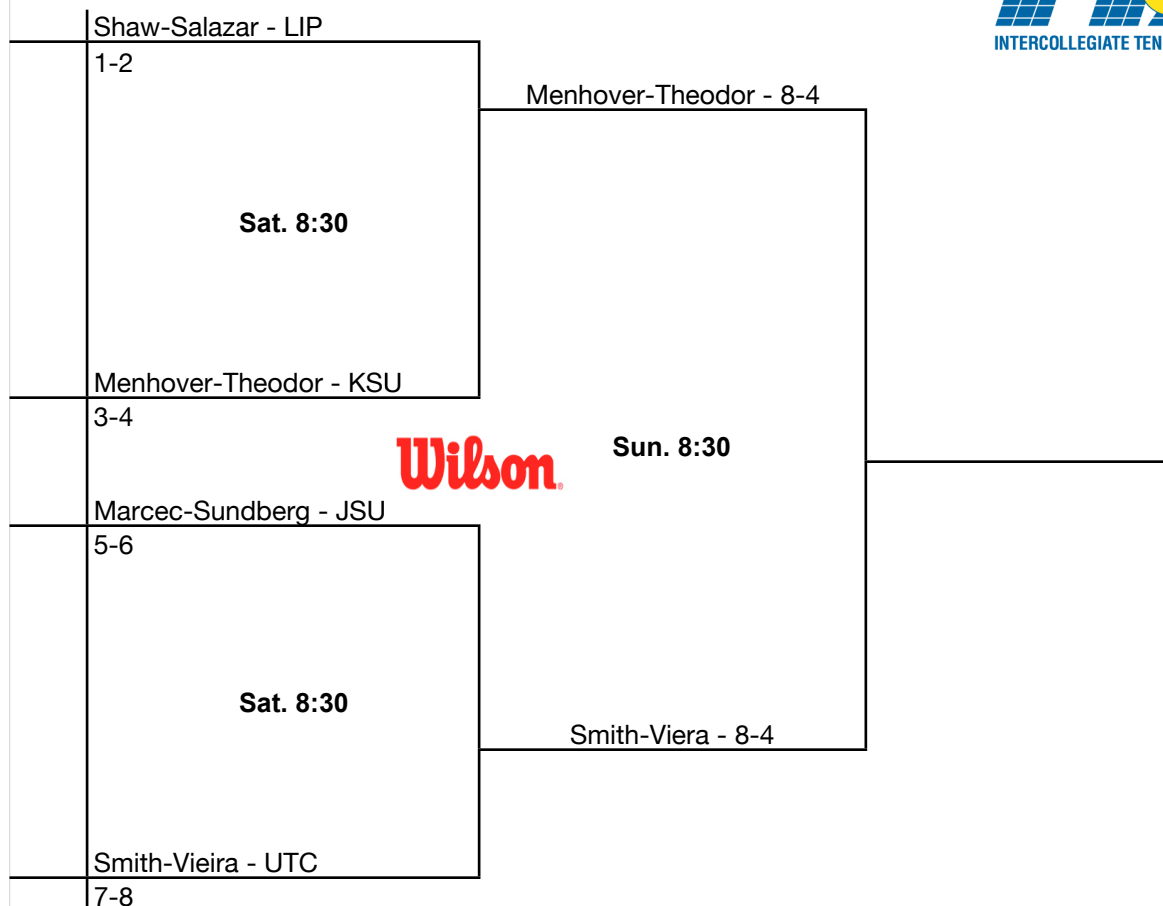 Shaw-Salazar - LIP
1-2
INTERCOLLEGIATE TEN
Menhover-Theodor - 8-4
Sat. 8:30
Menhover-Theodor - KSU
3-4
Wilson
Sun. 8:30
Marcec-Sundberg - JSU
5-6
Sat. 8:30
Smith-Viera - 8-4
Smith-Vieira - UTC
7-8